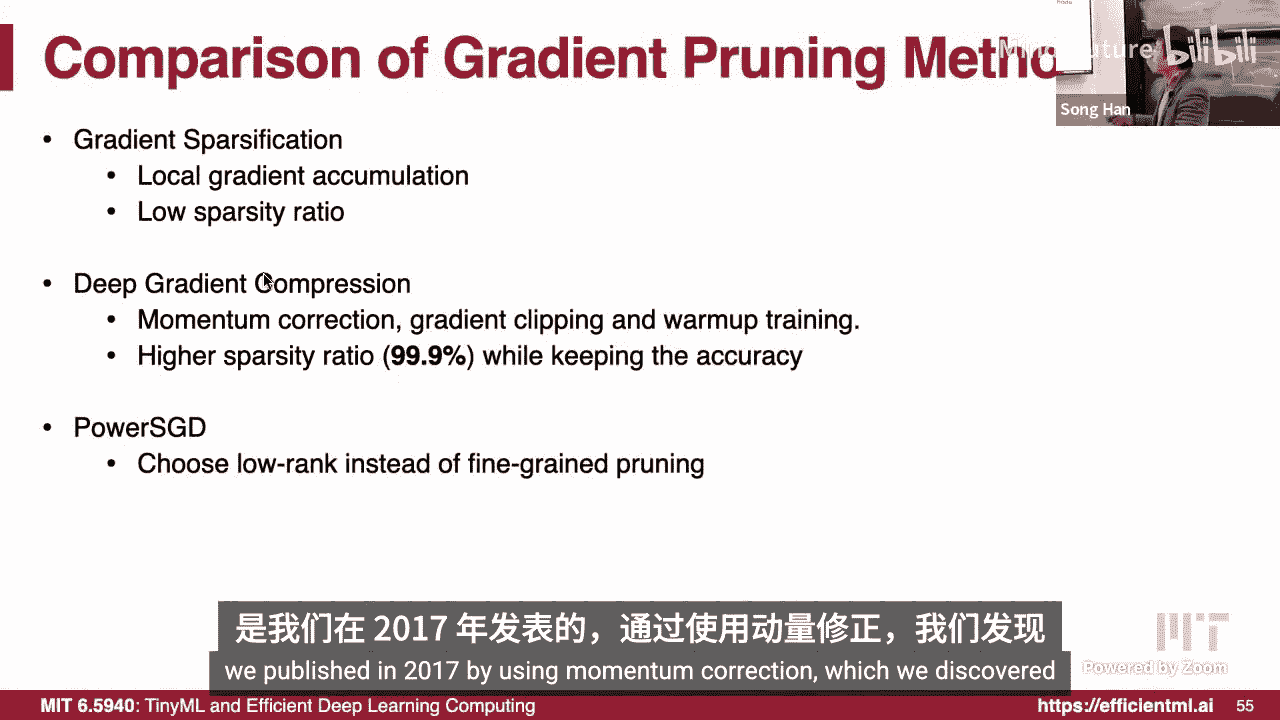 Comparison of Gradient Pruning Metho
Mind Future bilibili
Song Han
• Gradient Sparsification
• Local gradient accumulation
• Low sparsity ratio
• Deep Gradient Compression
• Momentum correction, gradient clipping and warmup training.
• Higher sparsity ratio (99.9%) while keeping the accuracy
• PowerSGD
• Choose low-rank instead of fine-grained pruning
是我们在 2017 年发表的，通过使用动量修正，我们发现
we published in 2017 by using momentum correction, which we discovered
MIT
Powered by Zoom
MIT 6.5940: TinyML and Efficient Deep Learning Computing
https://efficientml.ai
55